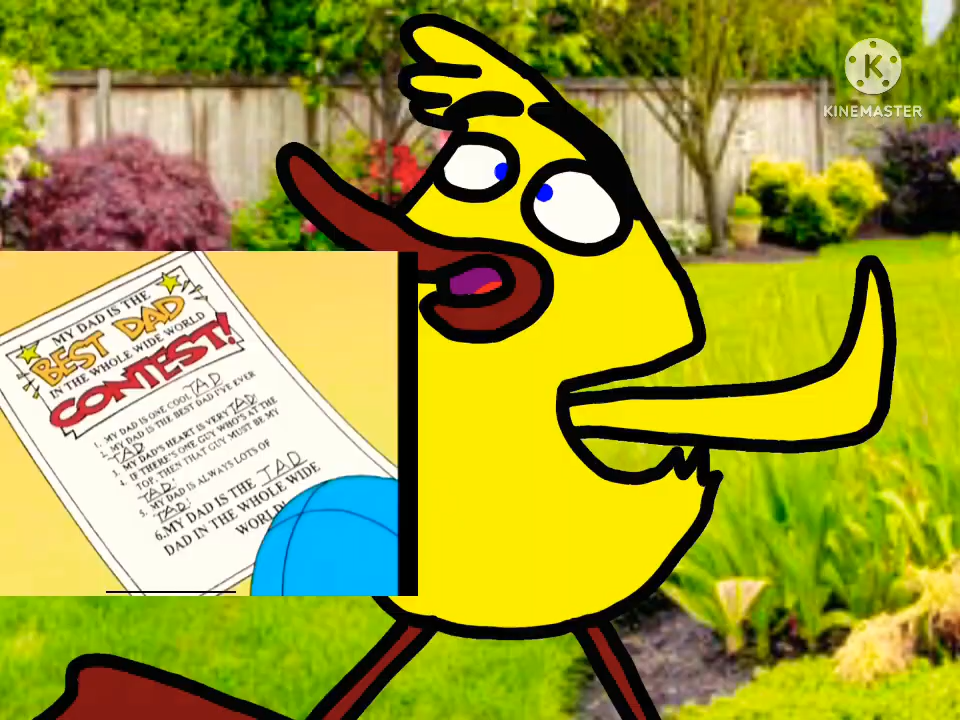 K
KINEMASTER
MY DAD IS THE
BEST DAD
IN THE WHOLE WIDE WORLD
CONTEST!
1. MY DAD IS ONE COOL TAD
2. MY DAD IS THE BEST DAD I'VE EVER
TAD
3. MY DAD'S HEART IS VERY TAD
4. IF THERE'S ONE GUY WHO'S AT THE
TOP, THEN THAT GUY MUST BE MY
TAD.
5. MY DAD IS ALWAYS LOTS OF
TAD.
6.MY DAD IS THE TAD
DAD IN THE WHOLE WIDE
WORLD!